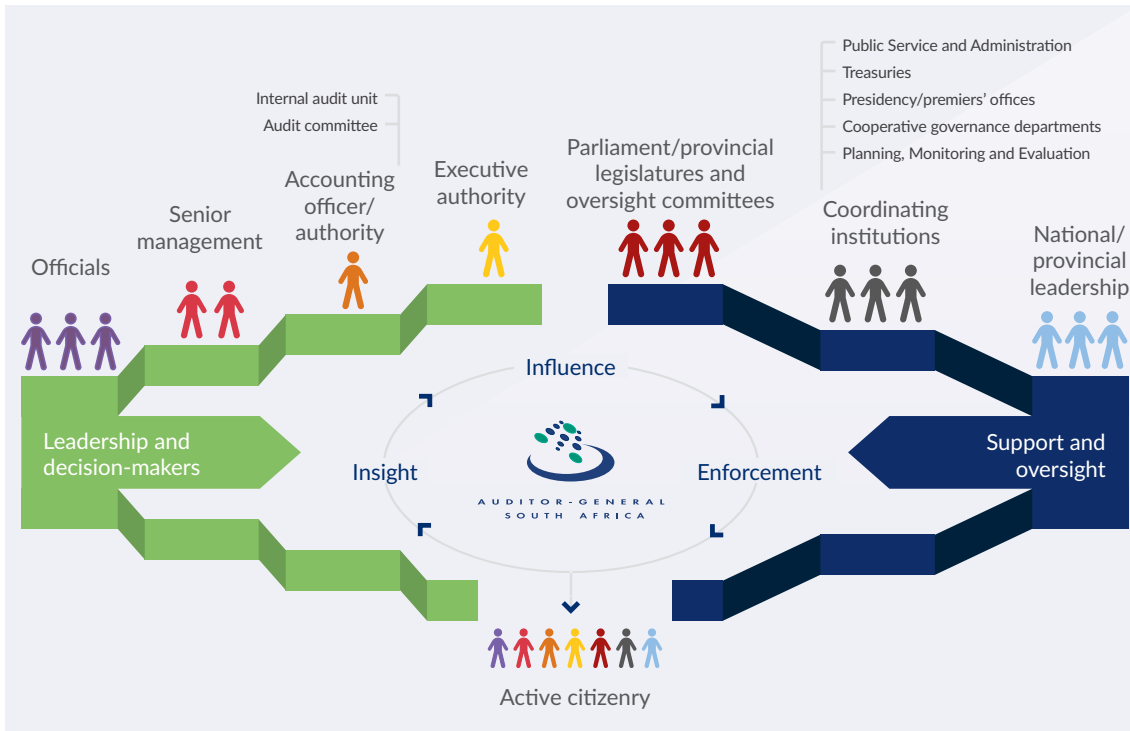 Public Service and Administration
Treasuries
Presidency/premiers' offices
Cooperative governance departments
Planning, Monitoring and Evaluation
Internal audit unit
Audit committee
Officials
Senior
management
Accounting
officer/
authority
Executive
authority
Parliament/provincial
legislatures and
oversight committees
Coordinating
institutions
National/
provincial
leadership
Leadership and
decision-makers
Influence
Insight
Enforcement
AUDITOR-GENERAL
SOUTH AFRICA
Support and
oversight
Active citizenry